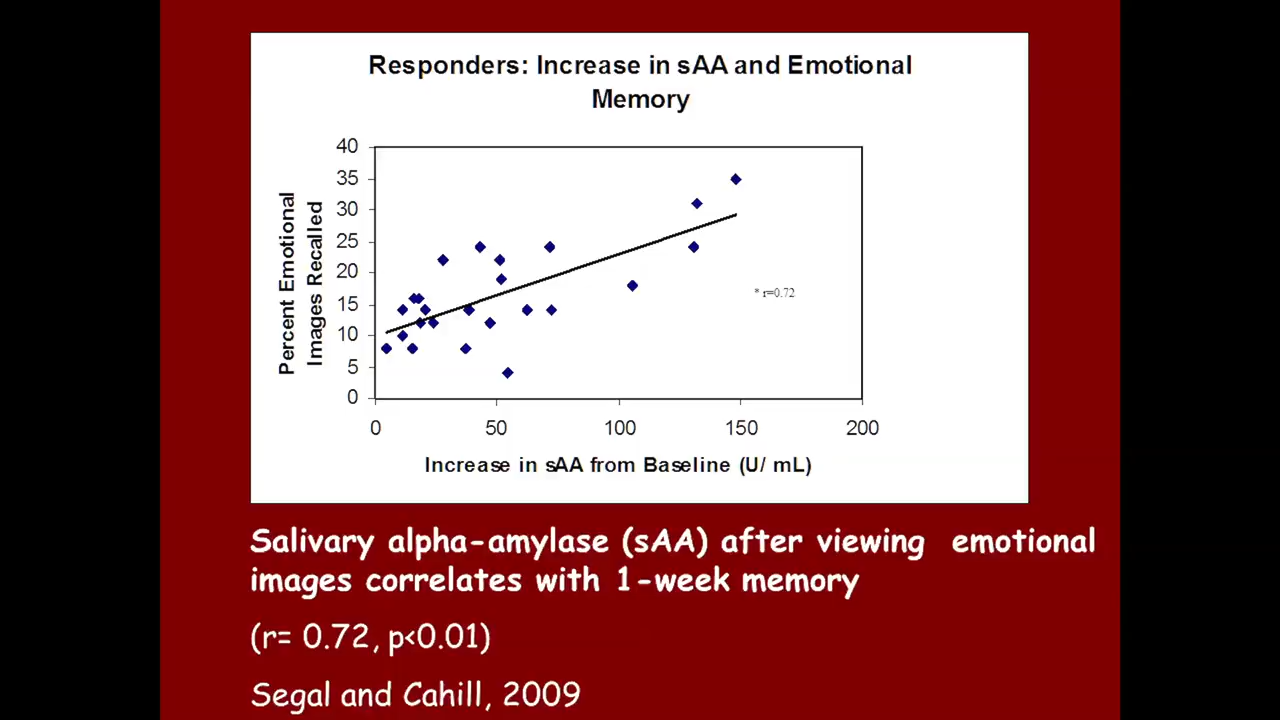 Responders: Increase in sAA and Emotional
Memory
40
35
30
25
20
15
10
5
0
Percent Emotional
Images Recalled
* r=0.72
0 50 100 150 200
Increase in sAA from Baseline (U/ mL)
Salivary alpha-amylase (sAA) after viewing emotional
images correlates with 1-week memory
(r= 0.72, p<0.01)
Segal and Cahill, 2009